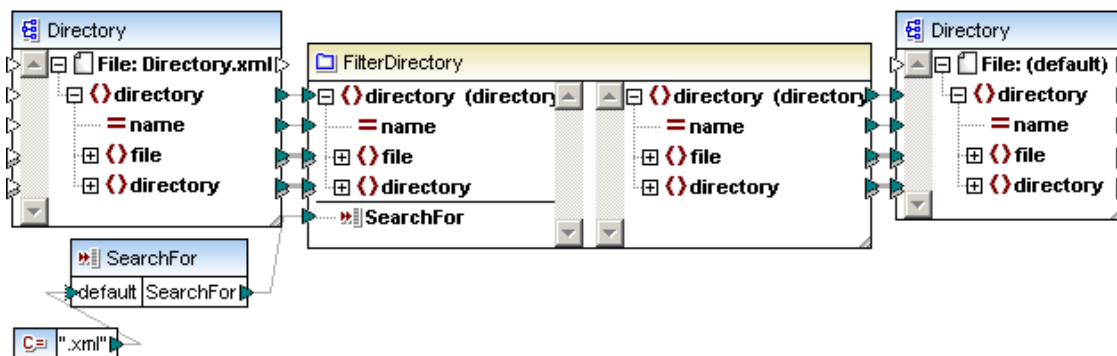 Directory
File: Directory.xml
directory
name
file
directory
FilterDirectory
directory (directory
name
file
directory
SearchFor
directory (directory
name
file
directory
Directory
File: (default)
directory
name
file
directory
SearchFor
default SearchFor
C= ".xml"